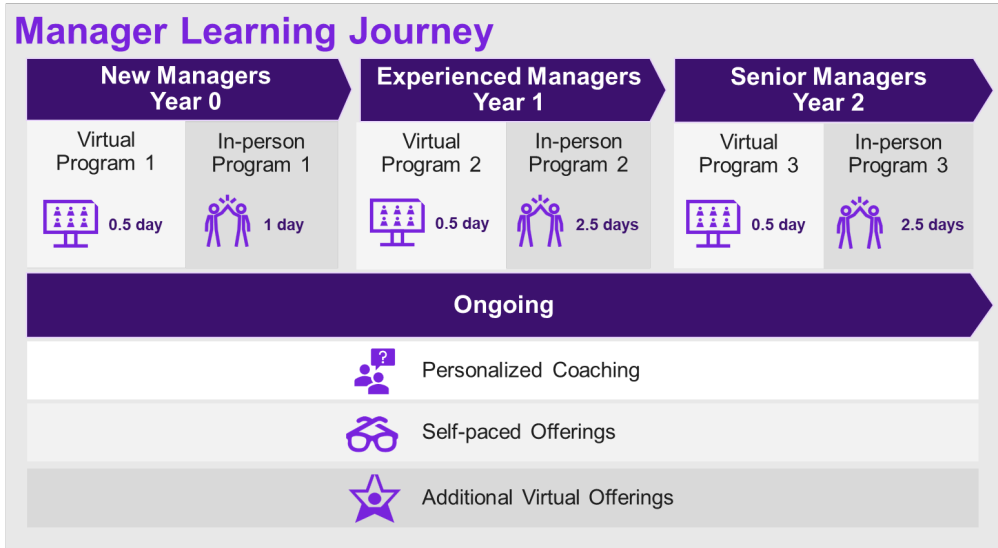 Manager Learning Journey
New Managers
Year 0
Experienced Managers
Year 1
Senior Managers
Year 2
Virtual
Program 1
In-person
Program 1
Virtual
Program 2
In-person
Program 2
Virtual
Program 3
In-person
Program 3
0.5 day
1 day
0.5 day
2.5 days
0.5 day
2.5 days
Ongoing
?
Personalized Coaching
Self-paced Offerings
Additional Virtual Offerings